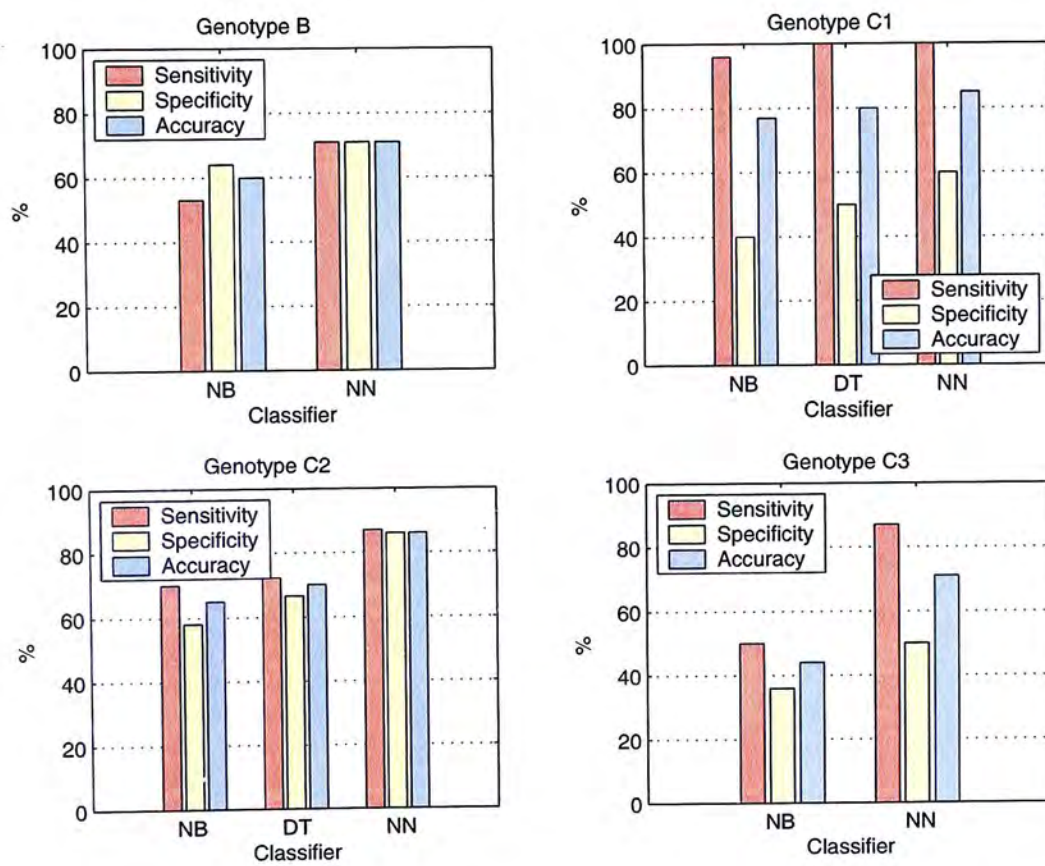 Genotype B
100
80
60
40
20
0
%
Sensitivity
Specificity
Accuracy
NB NN
Classifier
Genotype C1
100
80
60
40
20
0
%
Sensitivity
Specificity
Accuracy
NB DT NN
Classifier
Genotype C2
100
80
60
40
20
0
%
Sensitivity
Specificity
Accuracy
NB DT NN
Classifier
Genotype C3
100
80
60
40
20
0
%
Sensitivity
Specificity
Accuracy
NB NN
Classifier